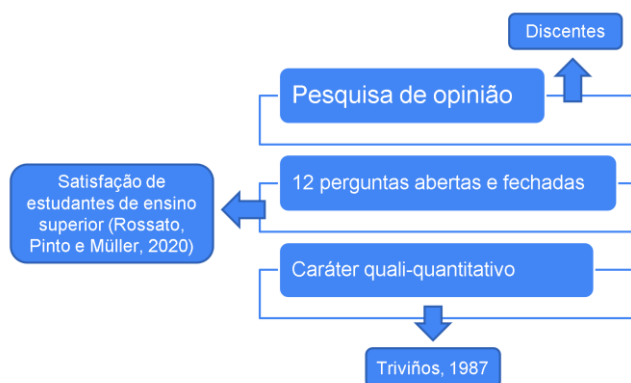 Discentes
Pesquisa de opinião
12 perguntas abertas e fechadas
Satisfação de
estudantes de ensino
superior (Rossato,
Pinto e Müller, 2020)
Caráter quali-quantitativo
Triviños, 1987